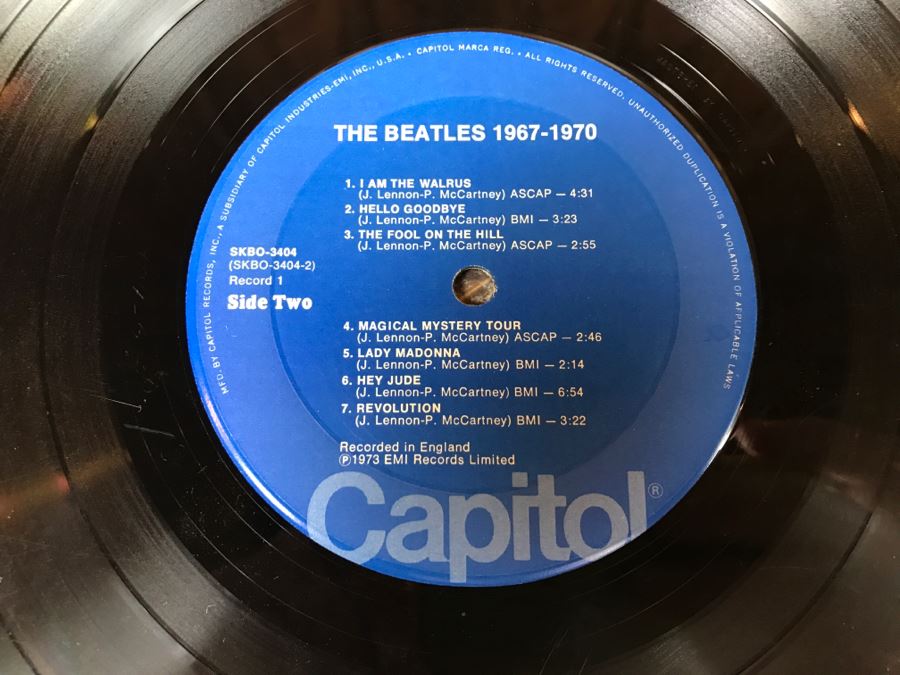 MFD. BY CAPITOL RECORDS, INC., A SUBSIDIARY OF CAPITOL INDUSTRIES-EMI, INC., U.S.A. • CAPITOL MARCA REG. • ALL RIGHTS RESERVED. UNAUTHORIZED DUPLICATION IS A VIOLATION OF APPLICABLE LAWS
THE BEATLES 1967-1970
1. I AM THE WALRUS
(J. Lennon-P. McCartney) ASCAP — 4:31
2. HELLO GOODBYE
(J. Lennon-P. McCartney) BMI — 3:23
3. THE FOOL ON THE HILL
(J. Lennon-P. McCartney) ASCAP — 2:55
SKBO-3404
(SKBO-3404-2)
Record 1
Side Two
4. MAGICAL MYSTERY TOUR
(J. Lennon-P. McCartney) ASCAP — 2:46
5. LADY MADONNA
(J. Lennon-P. McCartney) BMI — 2:14
6. HEY JUDE
(J. Lennon-P. McCartney) BMI — 6:54
7. REVOLUTION
(J. Lennon-P. McCartney) BMI — 3:22
Recorded in England
℗1973 EMI Records Limited
Capitol®